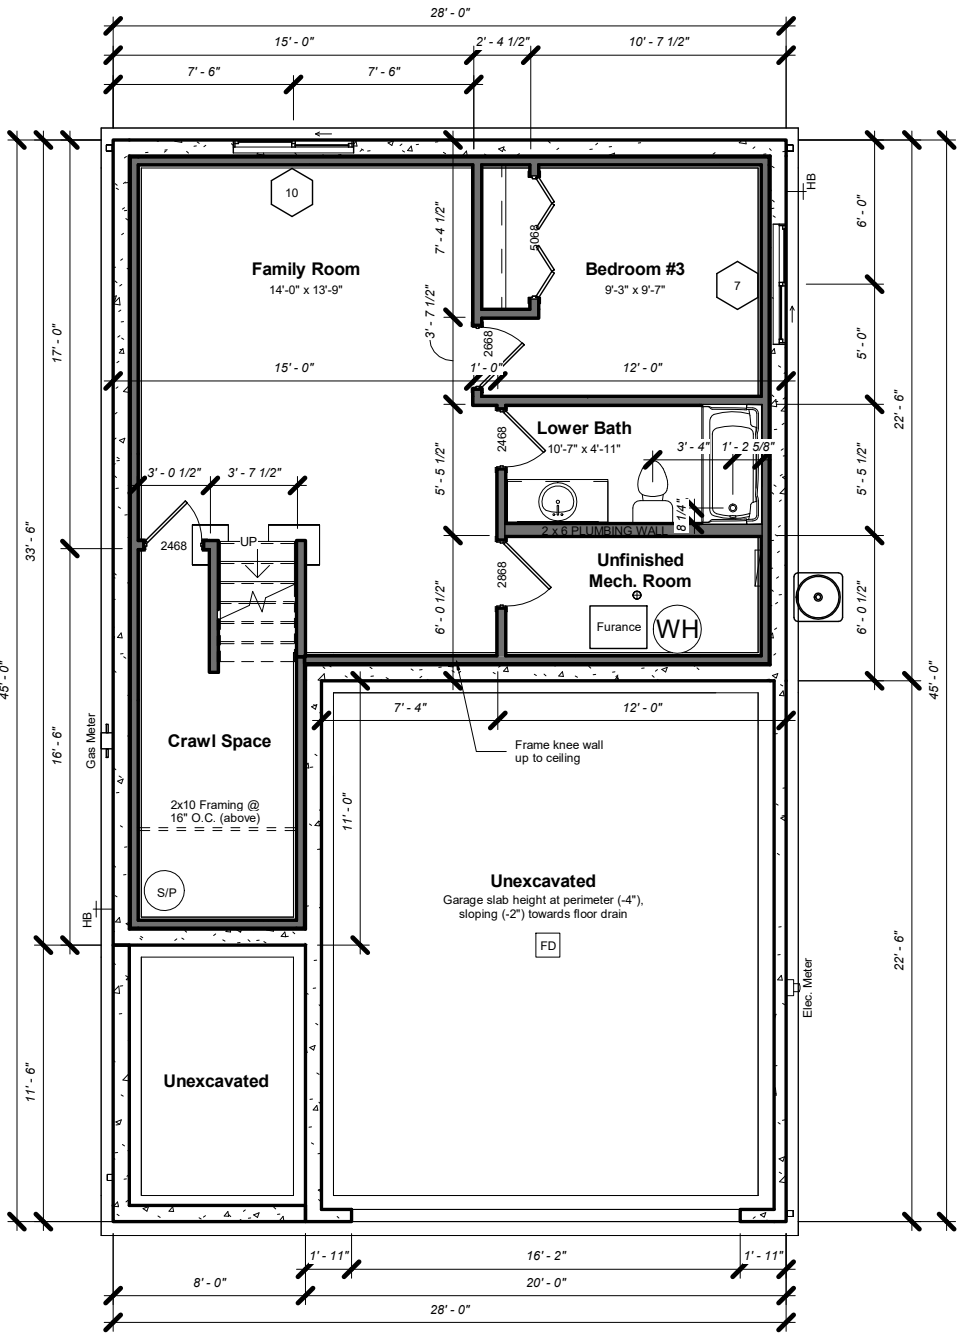 28' - 0"
15' - 0"
2' - 4 1/2"
10' - 7 1/2"
7' - 6"
7' - 6"
HB
10
7' - 4 1/2"
5068
6' - 0"
Family Room
14'-0" x 13'-9"
Bedroom #3
9'-3" x 9'-7"
7
3' - 7 1/2"
2668
17' - 0"
5' - 0"
15' - 0"
1' - 0"
12' - 0"
22' - 6"
Lower Bath
10'-7" x 4'-11"
2468
3' - 4"
1' - 2 5/8"
3' - 0 1/2"
3' - 7 1/2"
5' - 5 1/2"
5' - 5 1/2"
8 1/4"
2 x 6 PLUMBING WALL
33' - 6"
2468
UP
Unfinished
Mech. Room
2868
6' - 0 1/2"
6' - 0 1/2"
Furance
WH
45' - 0"
45' - 0"
7' - 4"
12' - 0"
Gas Meter
16' - 6"
Crawl Space
Frame knee wall
up to ceiling
2x10 Framing @
16" O.C. (above)
11' - 0"
S/P
HB
Unexcavated
Garage slab height at perimeter (-4"),
sloping (-2") towards floor drain
FD
22' - 6"
Elec. Meter
11' - 6"
Unexcavated
1' - 11"
16' - 2"
1' - 11"
8' - 0"
20' - 0"
28' - 0"